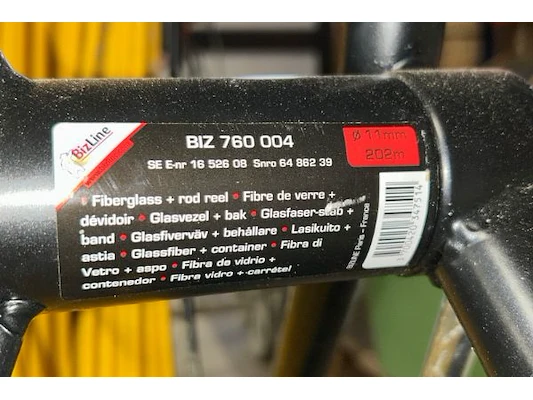 BizLine
BIZ 760 004
Ø 11mm
202m
SE E-nr 16 526 08 Snro 64 862 39
Fiberglass + rod reel • Fibre de verre +
dévidoir • Glasvezel + bak • Glasfaser-stab +
band • Glasfiverväv + behållare • Lasikuito +
astia • Glassfiber + container • Fibra di
Vetro + aspo • Fibra de vidrio +
contenedor • Fibra vidro + carrétel
BIZLINE Paris - France